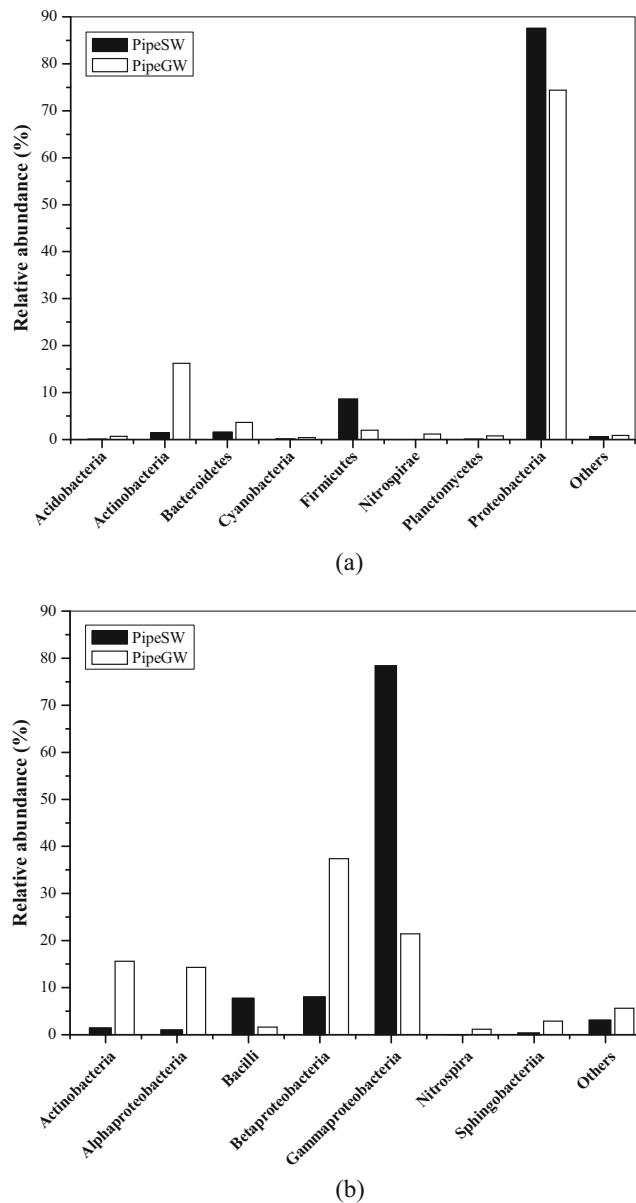 90
80
70
60
50
40
30
20
10
0
Relative abundance (%)
PipeSW
PipeGW
Acidobacteria
Actinobacteria
Bacteroidetes
Cyanobacteria
Firmicutes
Nitrospirae
Planctomycetes
Proteobacteria
Others
(a)
90
80
70
60
50
40
30
20
10
0
Relative abundance (%)
PipeSW
PipeGW
Actinobacteria
Alphaproteobacteria
Bacilli
Betaproteobacteria
Gammaproteobacteria
Nitrospira
Sphingobacteriia
Others
(b)